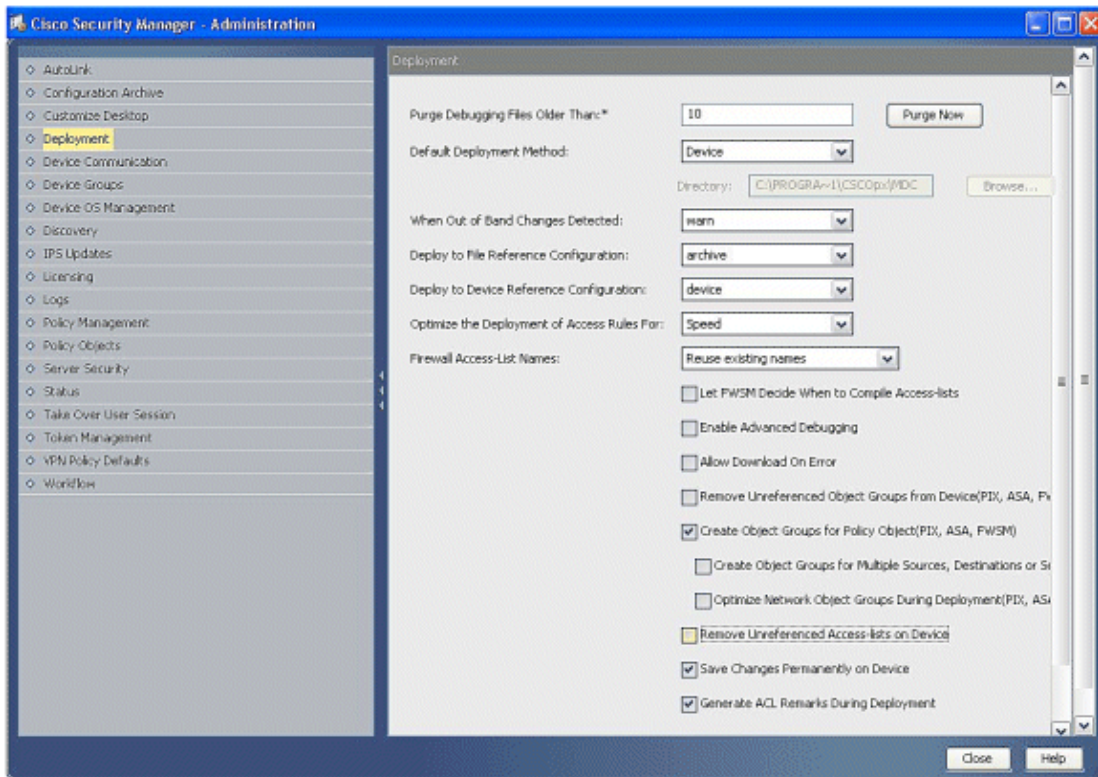 Cisco Security Manager - Administration
AutoLink
Configuration Archive
Customize Desktop
Deployment
Device Communication
Device Groups
Device OS Management
Discovery
IPS Updates
Licensing
Logs
Policy Management
Policy Objects
Server Security
Status
Take Over User Session
Token Management
VPN Policy Defaults
Workflow
Deployment
Purge Debugging Files Older Than:* 10 Purge Now
Default Deployment Method: Device
Directory: C:\PROGRA~1\CSCOpx\MDC Browse...
When Out of Band Changes Detected: warn
Deploy to File Reference Configuration: archive
Deploy to Device Reference Configuration: device
Optimize the Deployment of Access Rules For: Speed
Firewall Access-List Names: Reuse existing names
Let FWSM Decide When to Compile Access-lists
Enable Advanced Debugging
Allow Download On Error
Remove Unreferenced Object Groups from Device(PIX, ASA,
Create Object Groups for Policy Object(PIX, ASA, FWSM)
Create Object Groups for Multiple Sources, Destinations or
Optimize Network Object Groups During Deployment(PIX,
Remove Unreferenced Access-lists on Device
Save Changes Permanently on Device
Generate ACL Remarks During Deployment
Close Help